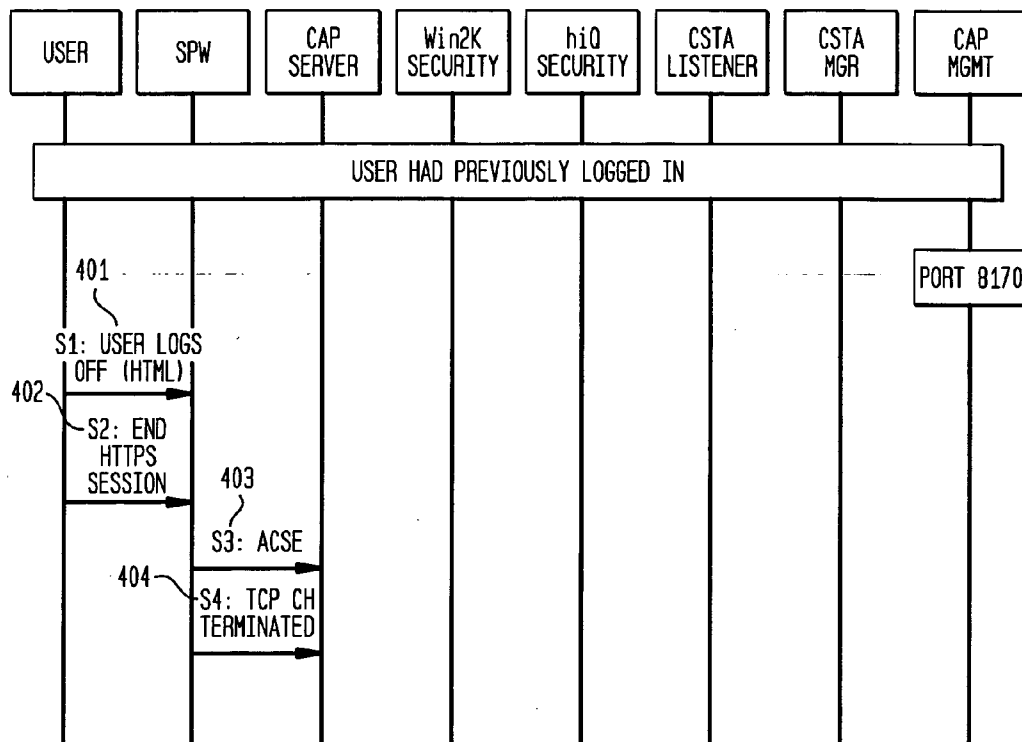 USER
SPW
CAP
SERVER
Win2K
SECURITY
hiQ
SECURITY
CSTA
LISTENER
CSTA
MGR
CAP
MGMT
USER HAD PREVIOUSLY LOGGED IN
PORT 8170
401
S1: USER LOGS
OFF (HTML)
402
S2: END
HTTPS
SESSION
403
S3: ACSE
404
S4: TCP CH
TERMINATED